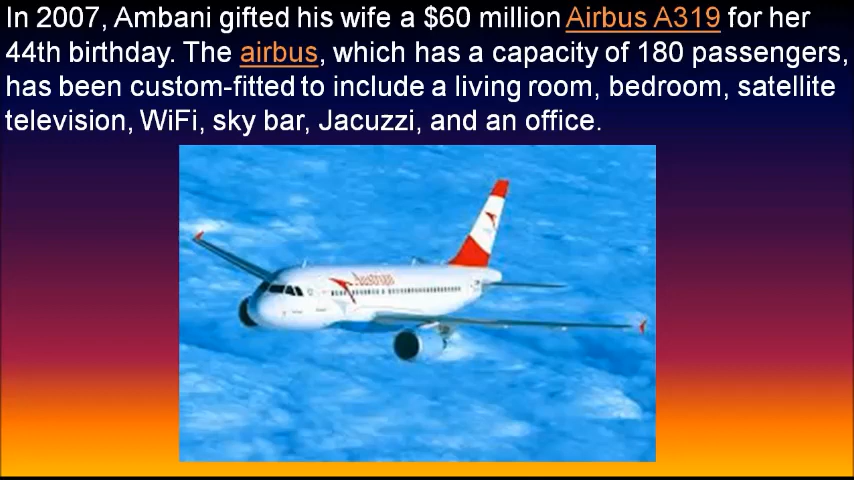 In 2007, Ambani gifted his wife a $60 million Airbus A319 for her
44th birthday. The airbus, which has a capacity of 180 passengers,
has been custom-fitted to include a living room, bedroom, satellite
television, WiFi, sky bar, Jacuzzi, and an office.
Austrian